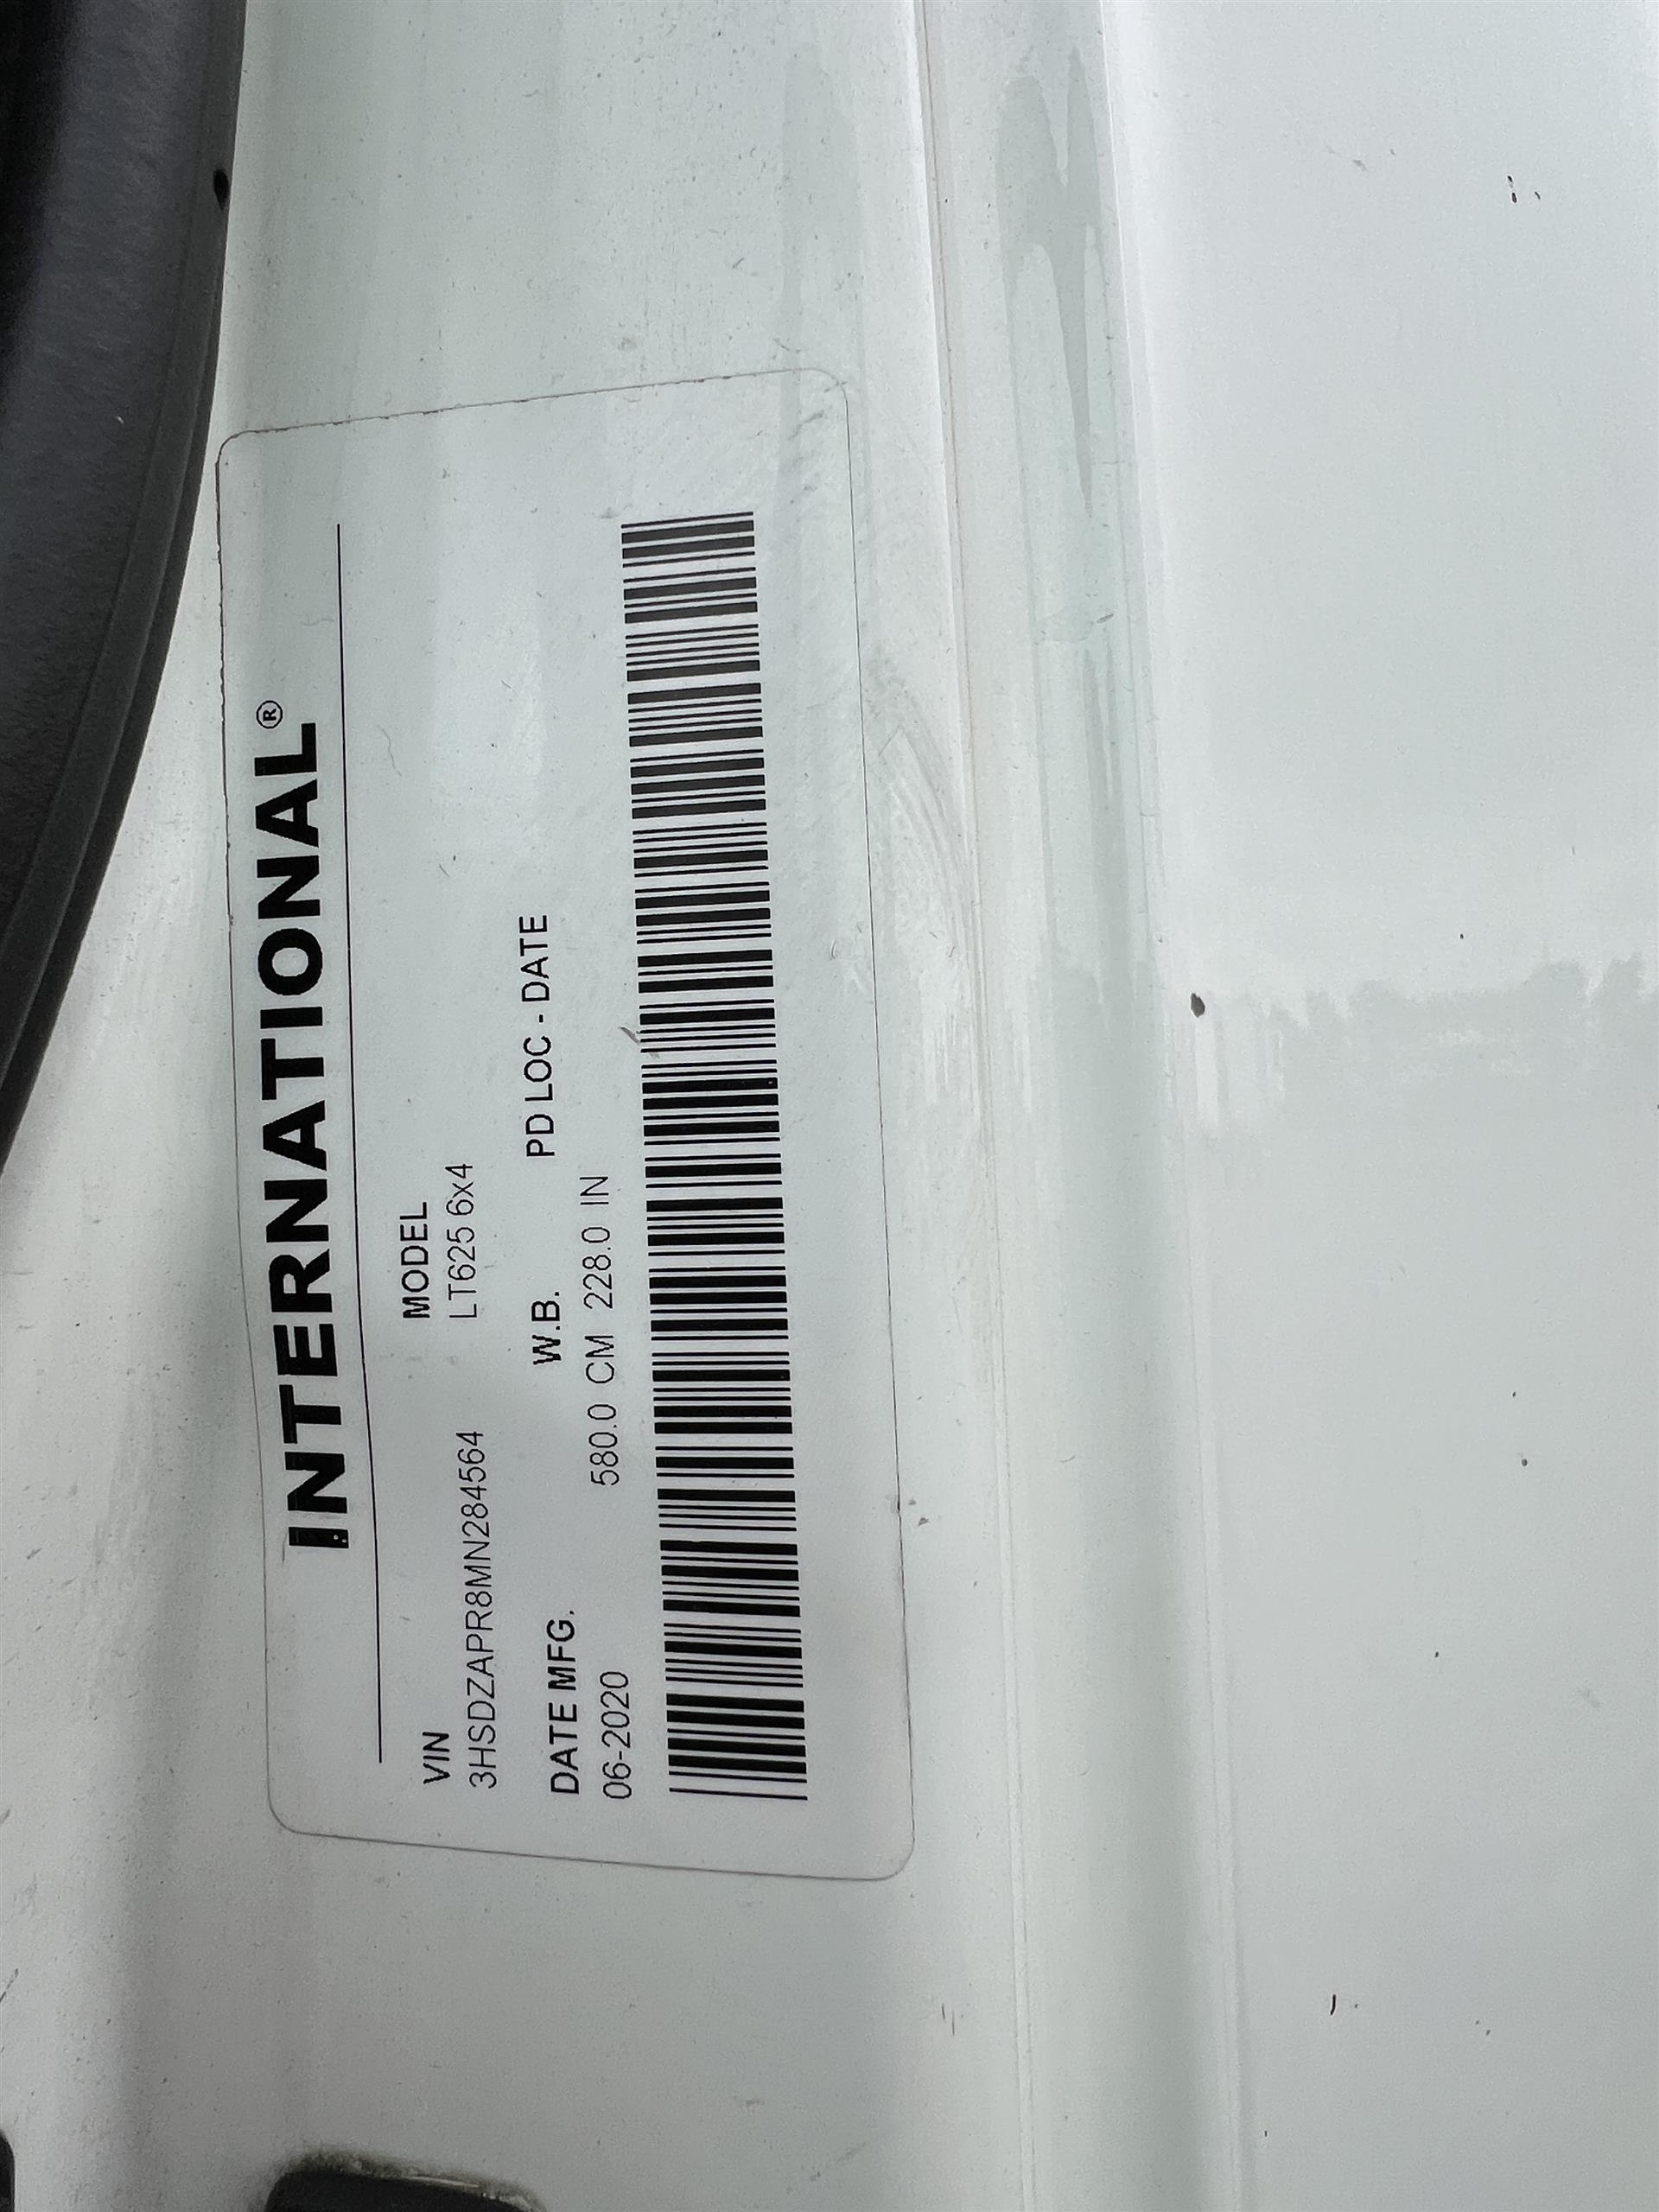 INTERNATIONAL®
VIN MODEL
3HSDZAPR8MN284564 LT625 6x4
DATE MFG. W.B. PD LOC - DATE
06-2020 580.0 CM 228.0 IN